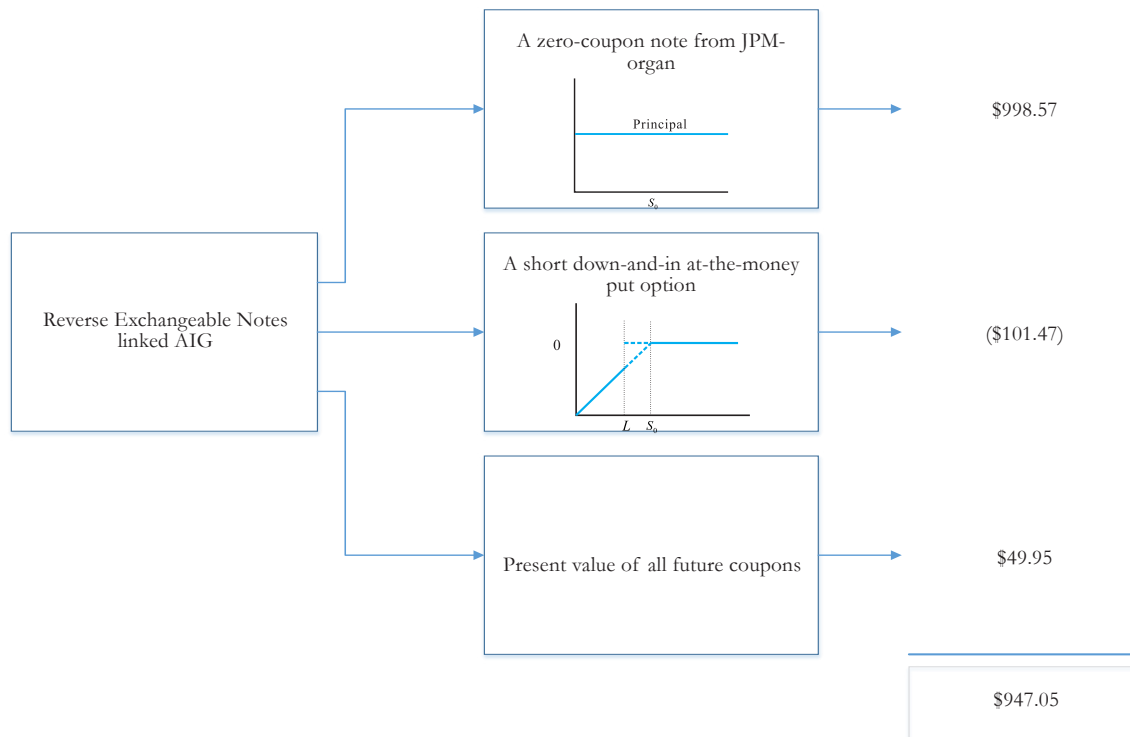 A zero-coupon note from JPM-
organ
Principal
S₀
$998.57
Reverse Exchangeable Notes
linked AIG
A short down-and-in at-the-money
put option
0
L S₀
($101.47)
Present value of all future coupons
$49.95
$947.05